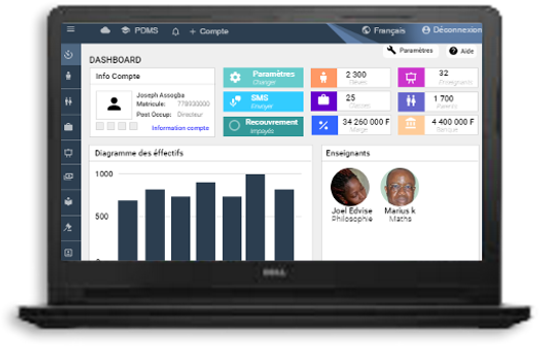 PDMS + Compte Français Déconnexion
Paramètres Aide
DASHBOARD
Info Compte
Joseph Assogba
Matricule: 778930000
Post Occup: Directeur
Information compte
Paramètres
Changer
2 300
Elèves
32
Enseignants
SMS
Envoyer
25
Classes
1 700
Parents
Recouvrement
Impayés
34 260 000 F
Marge
4 400 000 F
Banque
Diagramme des éffectifs
1000
500
0
Enseignants
Joel Edvise
Philosophie
Marius k
Maths
DELL